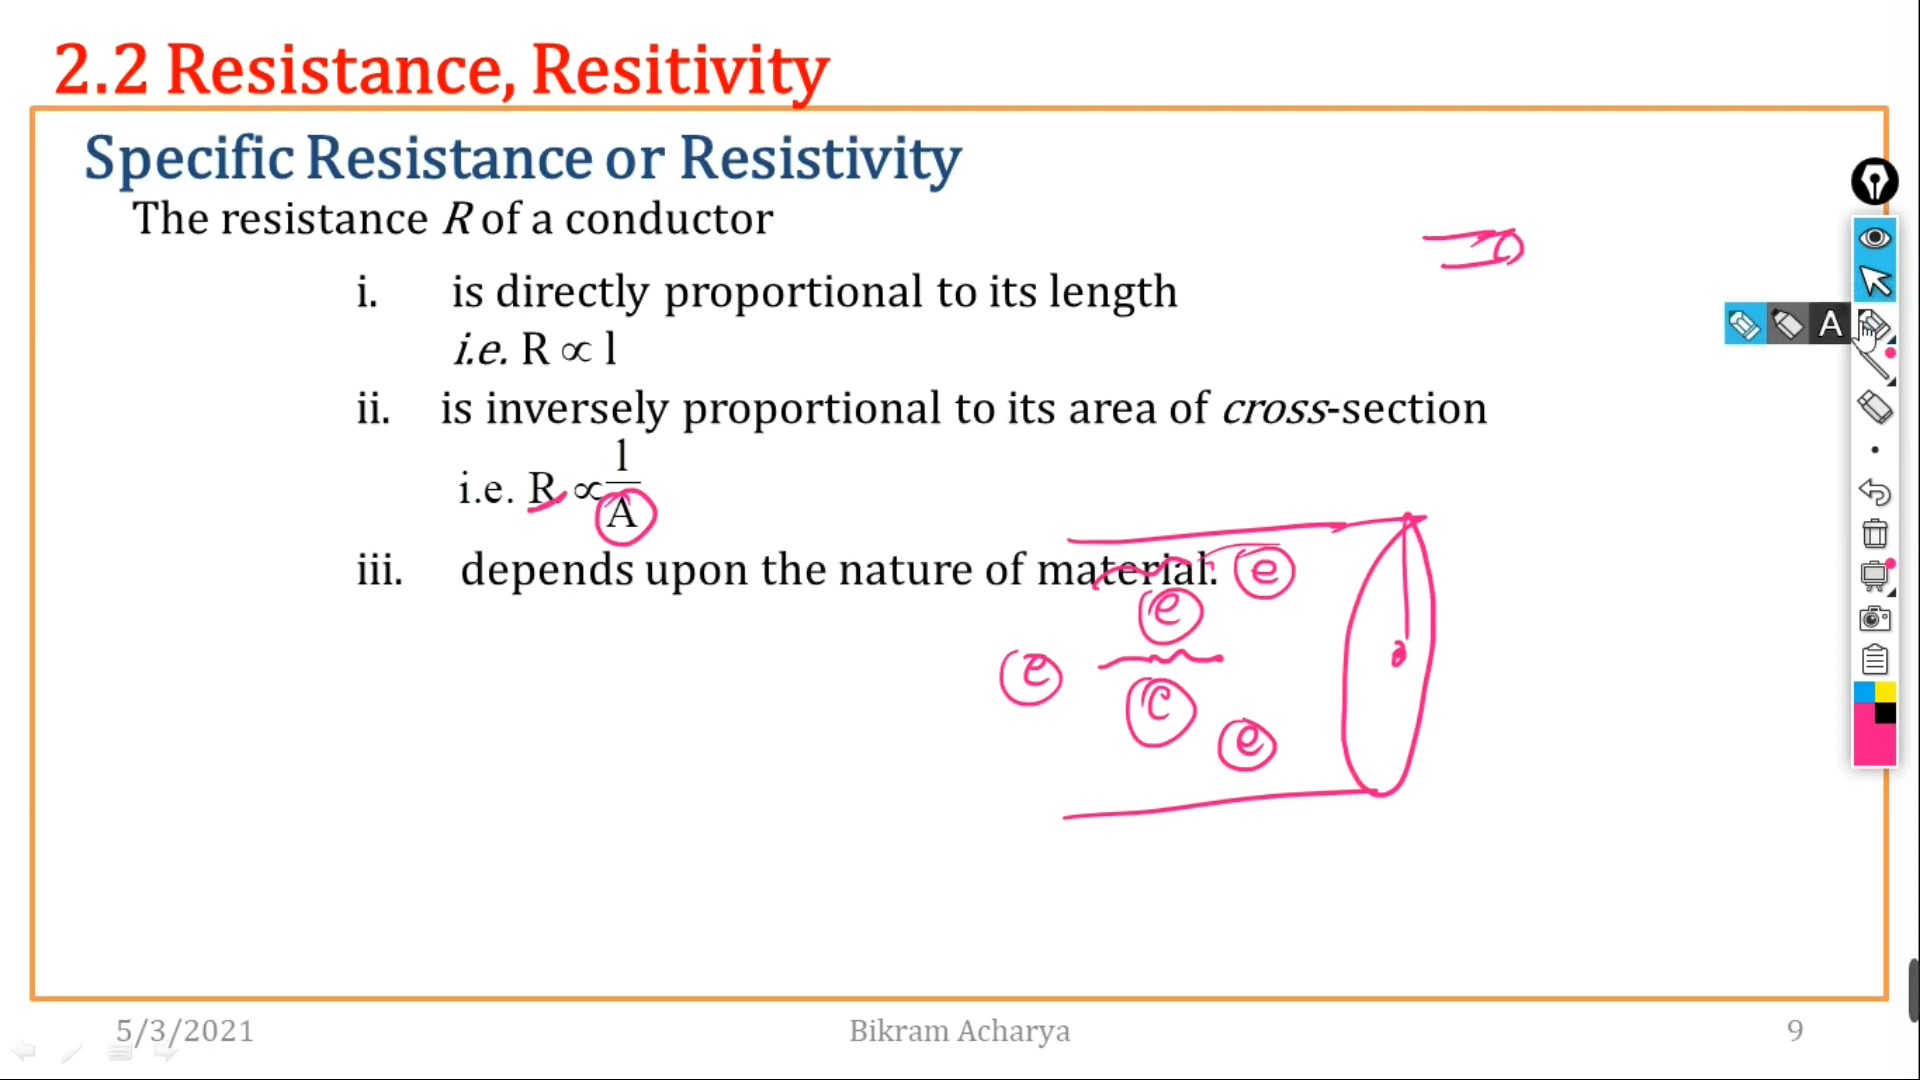 2.2 Resistance, Resitivity
Specific Resistance or Resistivity
The resistance R of a conductor
i. is directly proportional to its length
i.e. R ∝ l
ii. is inversely proportional to its area of cross-section
i.e. R ∝ 1/A
iii. depends upon the nature of material.
e
e
e
e
e
A
5/3/2021 Bikram Acharya 9